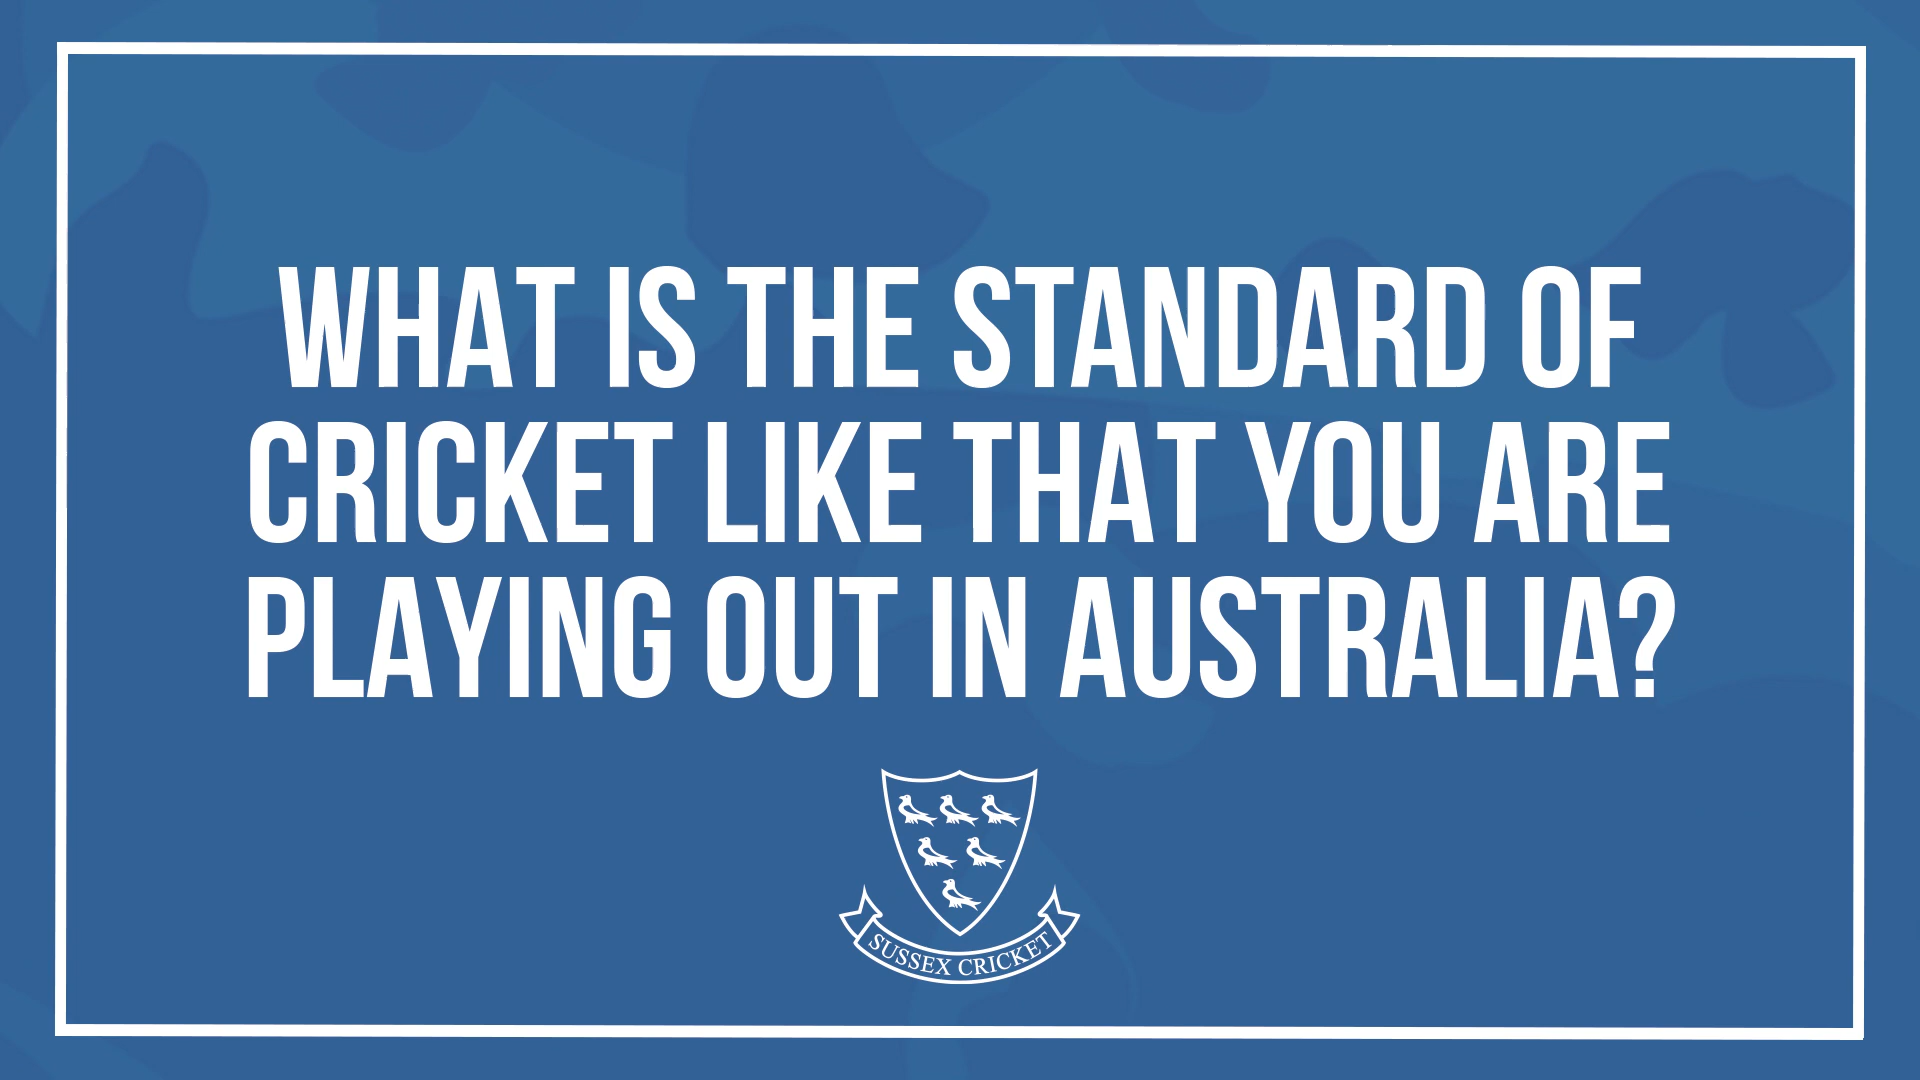 WHAT IS THE STANDARD OF
CRICKET LIKE THAT YOU ARE
PLAYING OUT IN AUSTRALIA?
SUSSEX CRICKET